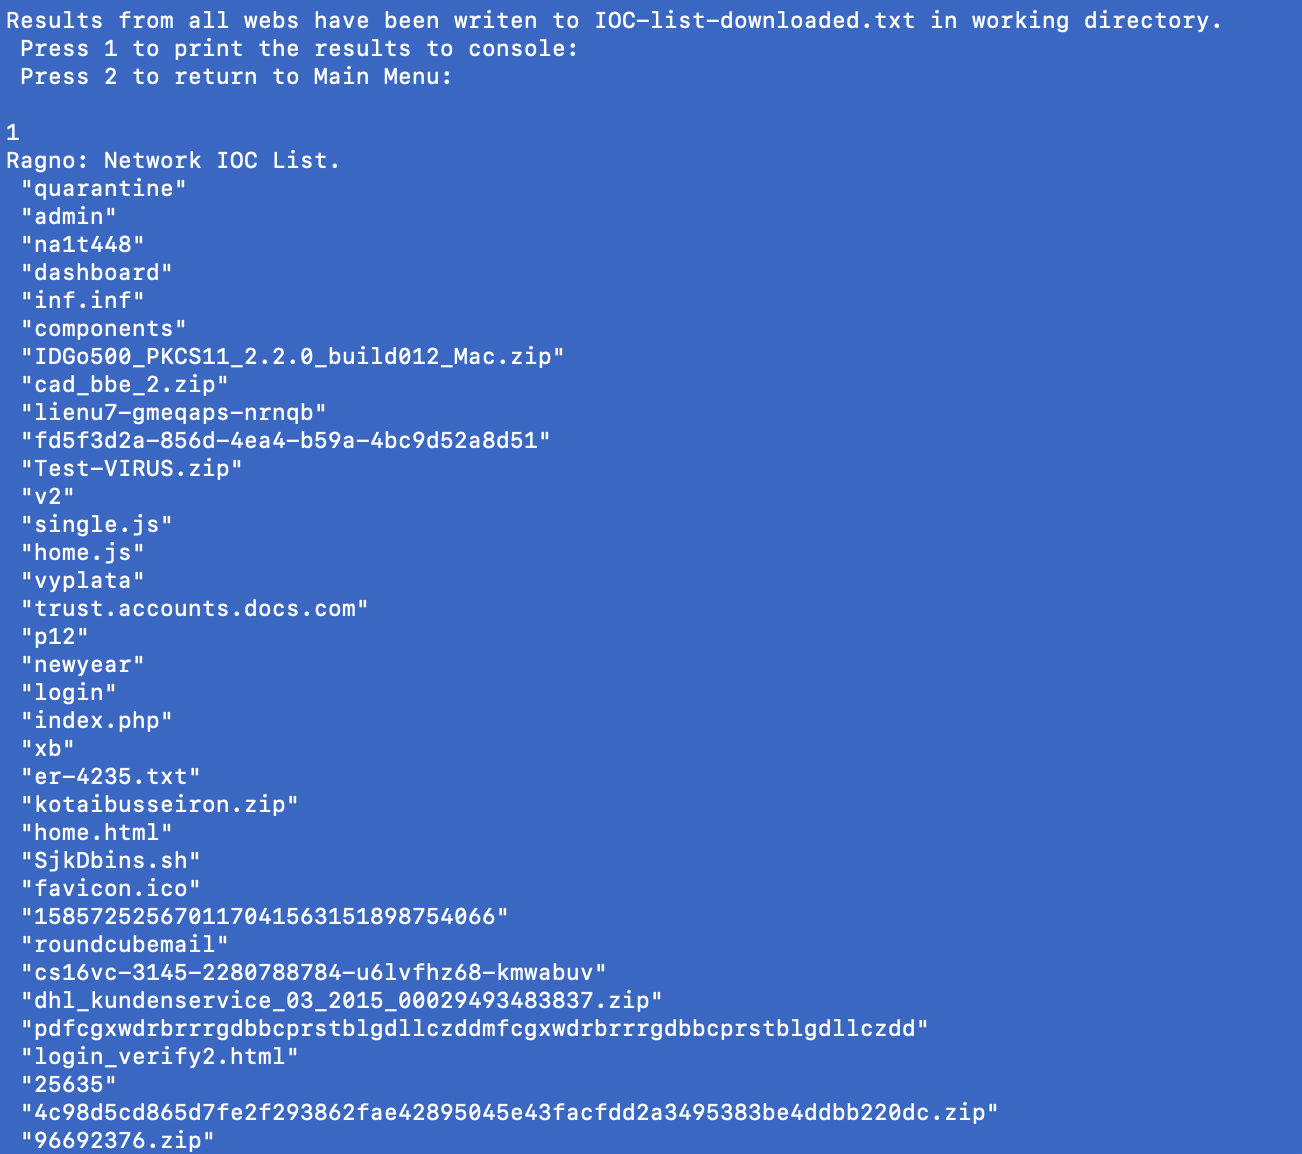 Results from all webs have been writen to IOC-list-downloaded.txt in working directory.
Press 1 to print the results to console:
Press 2 to return to Main Menu:
1
Ragno: Network IOC List.
"quarantine"
"admin"
"na1t448"
"dashboard"
"inf.inf"
"components"
"IDGo500_PKCS11_2.2.0_build012_Mac.zip"
"cad_bbe_2.zip"
"lienu7-gmeqaps-nrnqb"
"fd5f3d2a-856d-4ea4-b59a-4bc9d52a8d51"
"Test-VIRUS.zip"
"v2"
"single.js"
"home.js"
"vyplata"
"trust.accounts.docs.com"
"p12"
"newyear"
"login"
"index.php"
"xb"
"er-4235.txt"
"kotaibusseiron.zip"
"home.html"
"SjkDbins.sh"
"favicon.ico"
"158572525670117041563151898754066"
"roundcubemail"
"cs16vc-3145-2280788784-u6lvfhz68-kmwabuv"
"dhl_kundenservice_03_2015_00029493483837.zip"
"pdfcgxwdrbrrrgdbbcprstblgdllczddmfcgxwdrbrrrgdbbcprstblgdllczdd"
"login_verify2.html"
"25635"
"4c98d5cd865d7fe2f293862fae42895045e43facfdd2a3495383be4ddbb220dc.zip"
"96692376.zip"